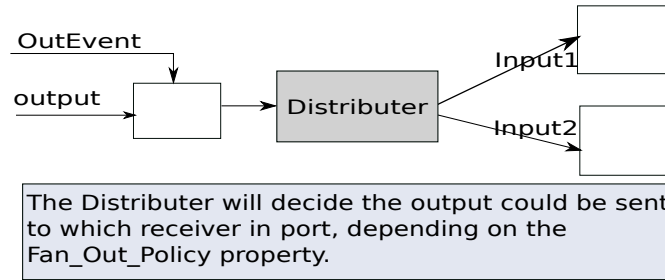 OutEvent
output
Distributer
Input1
Input2
The Distributer will decide the output could be sent
to which receiver in port, depending on the
Fan_Out_Policy property.